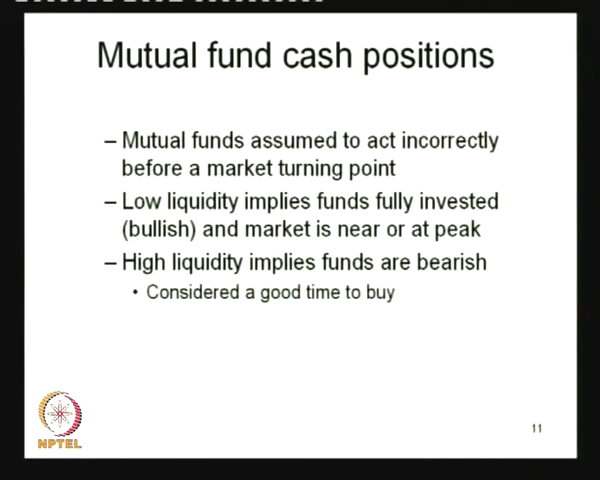 Mutual fund cash positions
– Mutual funds assumed to act incorrectly
before a market turning point
– Low liquidity implies funds fully invested
(bullish) and market is near or at peak
– High liquidity implies funds are bearish
• Considered a good time to buy
NPTEL
11